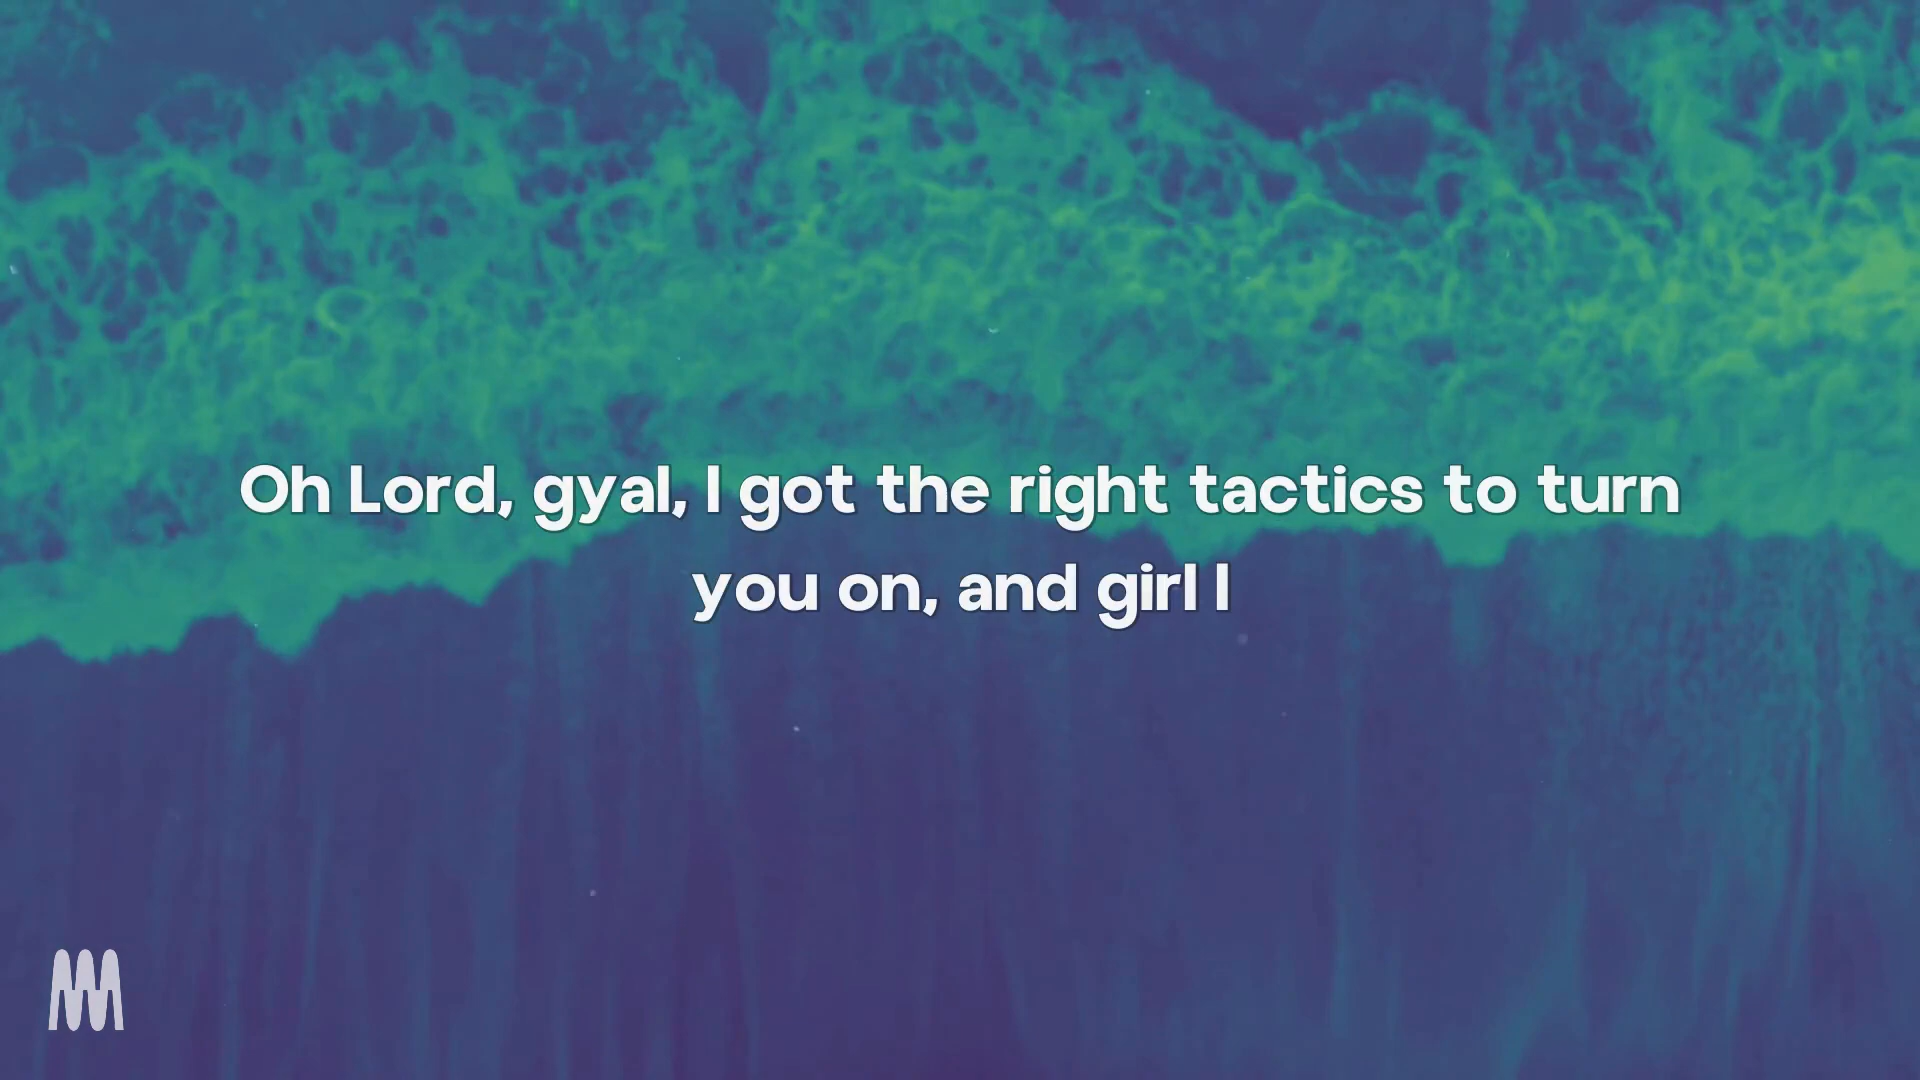 Oh Lord, gyal, I got the right tactics to turn
you on, and girl I